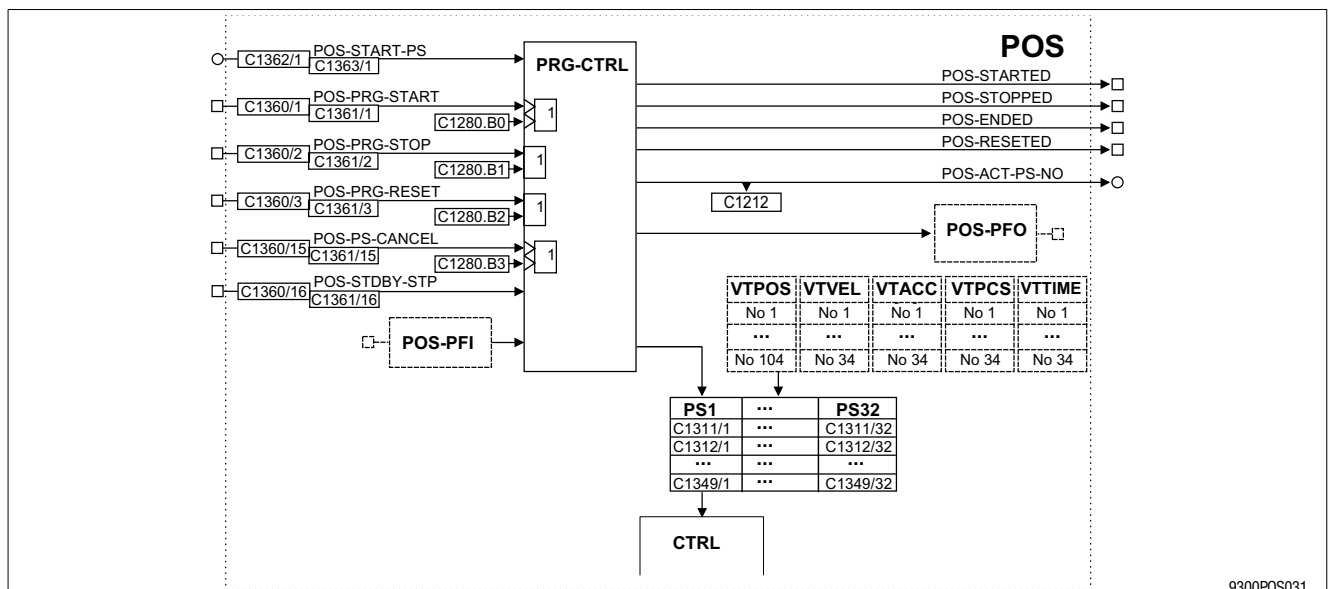 POS
POS-START-PS
C1362/1
C1363/1
PRG-CTRL
POS-STARTED
POS-PRG-START
C1360/1
C1361/1
C1280.B0
1
POS-STOPPED
POS-ENDED
POS-PRG-STOP
C1360/2
C1361/2
C1280.B1
1
POS-RESETED
POS-ACT-PS-NO
C1212
POS-PRG-RESET
C1360/3
C1361/3
C1280.B2
1
POS-PFO
POS-PS-CANCEL
C1360/15
C1361/15
C1280.B3
1
POS-STDBY-STP
C1360/16
C1361/16
POS-PFI
VTPOS VTVEL VTACC VTPCS VTTIME
No 1 No 1 No 1 No 1 No 1
... ... ... ... ...
No 104 No 34 No 34 No 34 No 34
PS1 ... PS32
C1311/1 ... C1311/32
C1312/1 ... C1312/32
... ... ...
C1349/1 ... C1349/32
CTRL
9300POS031